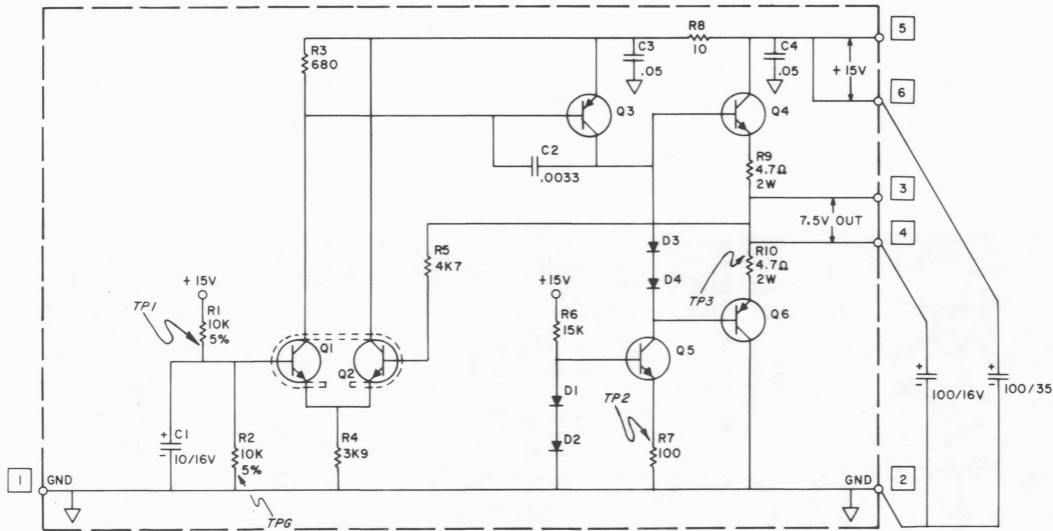 R8
10
5
R3
680
C3
.05
C4
.05
+15V
6
Q3
Q4
C2
.0033
R9
4.7Ω
2W
3
7.5V OUT
4
R5
4K7
D3
D4
R10
4.7Ω
2W
TP3
+15V
TP1
R1
10K
5%
+15V
R6
15K
Q6
Q1
Q2
Q5
D1
TP2
+
-
100/16V
+
-
100/35
C1
+
-
10/16V
R2
10K
5%
R4
3K9
D2
R7
100
1
GND
GND
2
TPG